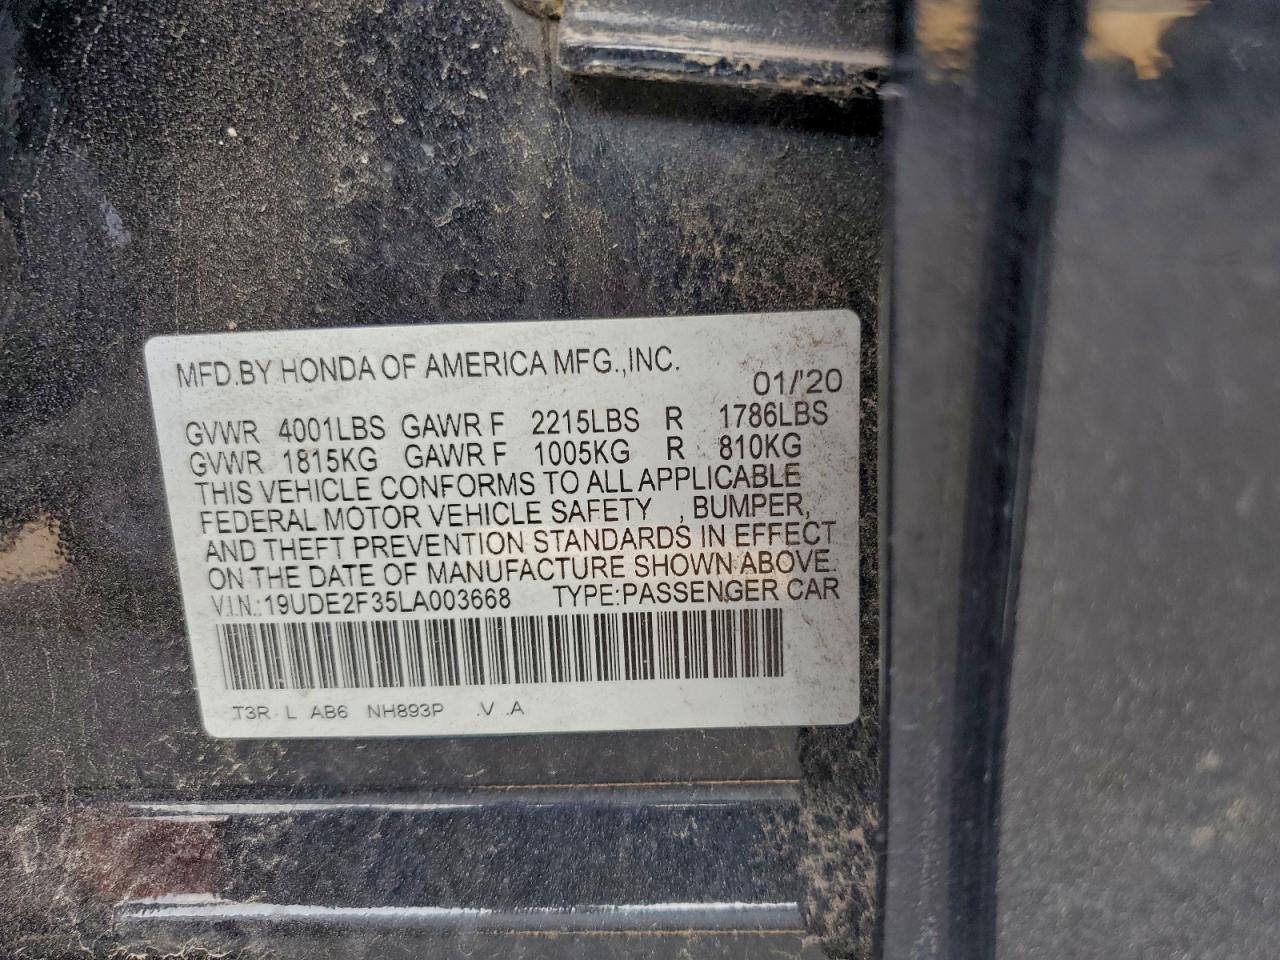 MFD.BY HONDA OF AMERICA MFG.,INC.
01/'20
GVWR 4001LBS GAWR F 2215LBS R 1786LBS
GVWR 1815KG GAWR F 1005KG R 810KG
THIS VEHICLE CONFORMS TO ALL APPLICABLE
FEDERAL MOTOR VEHICLE SAFETY , BUMPER,
AND THEFT PREVENTION STANDARDS IN EFFECT
ON THE DATE OF MANUFACTURE SHOWN ABOVE.
V.I.N.:19UDE2F35LA003668 TYPE:PASSENGER CAR
T3R L AB6 NH893P .V .A